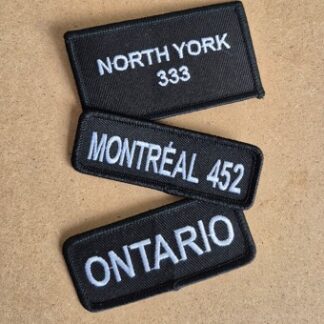 NORTH YORK
333
MONTRÉAL 452
ONTARIO